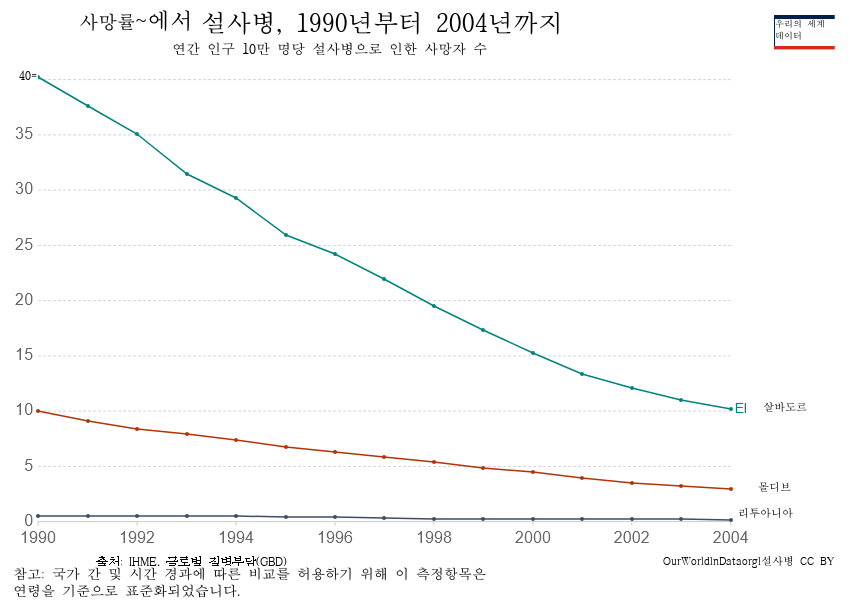 사망률~에서 설사병, 1990년부터 2004년까지
연간 인구 10만 명당 설사병으로 인한 사망자 수
우리의 세계
데이터
40
35
30
25
20
15
10
5
0
El 살바도르
몰디브
리투아니아
1990 1992 1994 1996 1998 2000 2002 2004
출처: IHME, 글로벌 질병부담(GBD)
OurWorldInDataorg|설사병 CC BY
참고: 국가 간 및 시간 경과에 따른 비교를 허용하기 위해 이 측정항목은
연령을 기준으로 표준화되었습니다.